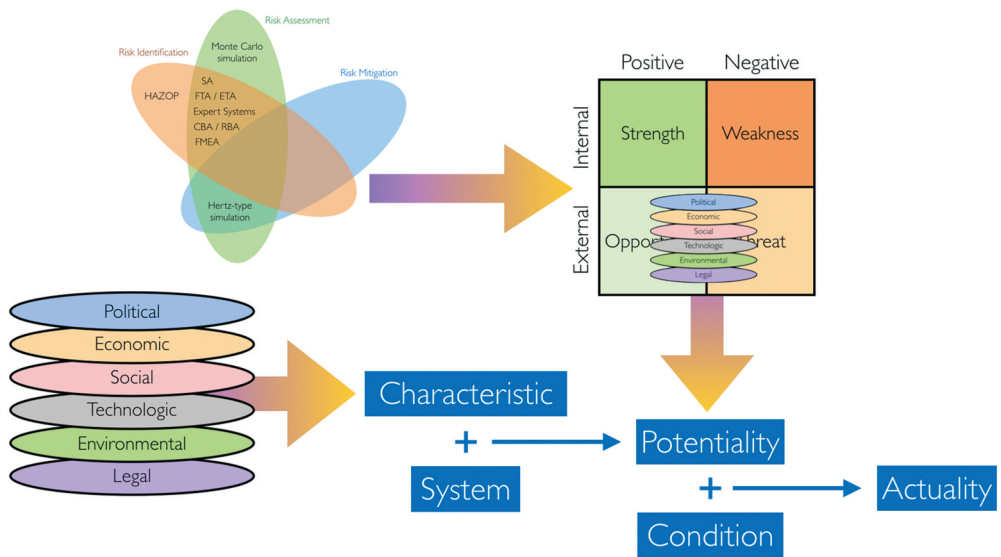 Risk Assessment
Risk Identification
Monte Carlo
simulation
Risk Mitigation
HAZOP
SA
FTA / ETA
Expert Systems
CBA / RBA
FMEA
Hertz-type
simulation
Positive
Negative
Internal
Strength
Weakness
External
Political
Economic
Social
Opport
Technologic
hreat
Environmental
Legal
Political
Economic
Social
Technologic
Environmental
Legal
Characteristic
+
System
Potentiality
+
Condition
Actuality